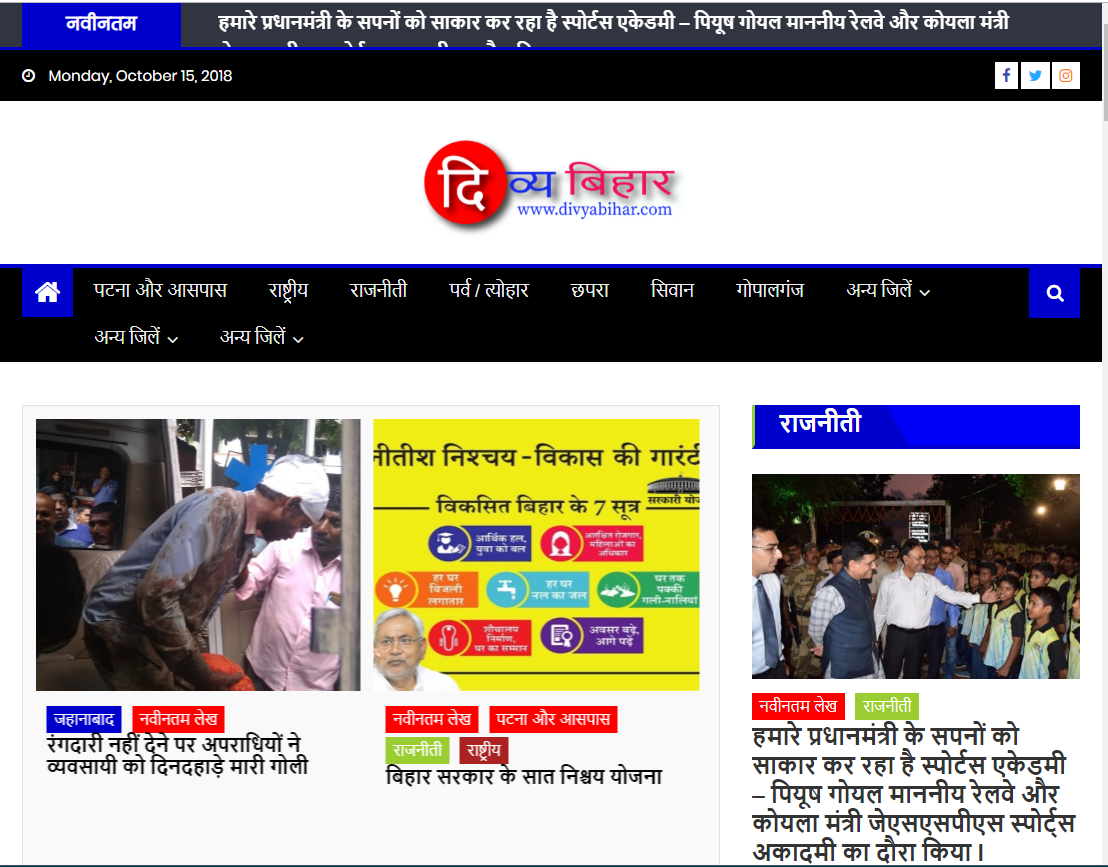 नवीनतम
हमारे प्रधानमंत्री के सपनों को साकार कर रहा है स्पोर्टस एकेडमी – पियूष गोयल माननीय रेलवे और कोयला मंत्री
Monday, October 15, 2018
दिव्य बिहार
www.divyabihar.com
पटना और आसपास राष्ट्रीय राजनीती पर्व / त्योहार छपरा सिवान गोपालगंज अन्य जिलें
अन्य जिलें अन्य जिलें
राजनीती
नीतीश निश्चय - विकास की गारंटी
विकसित बिहार के 7 सूत्र
सरकारी
आर्थिक हल,
युवा को बल
आरक्षित रोजगार,
महिलाओं का
अधिकार
हर घर
बिजली
लगातार
हर घर
नल का जल
घर तक
पक्की
गली-नालियां
शौचालय
निर्माण,
घर का सम्मान
अवसर बढ़े,
आगे पढ़ें
जहानाबाद नवीनतम लेख
रंगदारी नहीं देने पर अपराधियों ने
व्यवसायी को दिनदहाड़े मारी गोली
नवीनतम लेख पटना और आसपास
राजनीती राष्ट्रीय
बिहार सरकार के सात निश्चय योजना
नवीनतम लेख राजनीती
हमारे प्रधानमंत्री के सपनों को
साकार कर रहा है स्पोर्टस एकेडमी
– पियूष गोयल माननीय रेलवे और
कोयला मंत्री जेएसएसपीएस स्पोर्ट्स
अकादमी का दौरा किया।